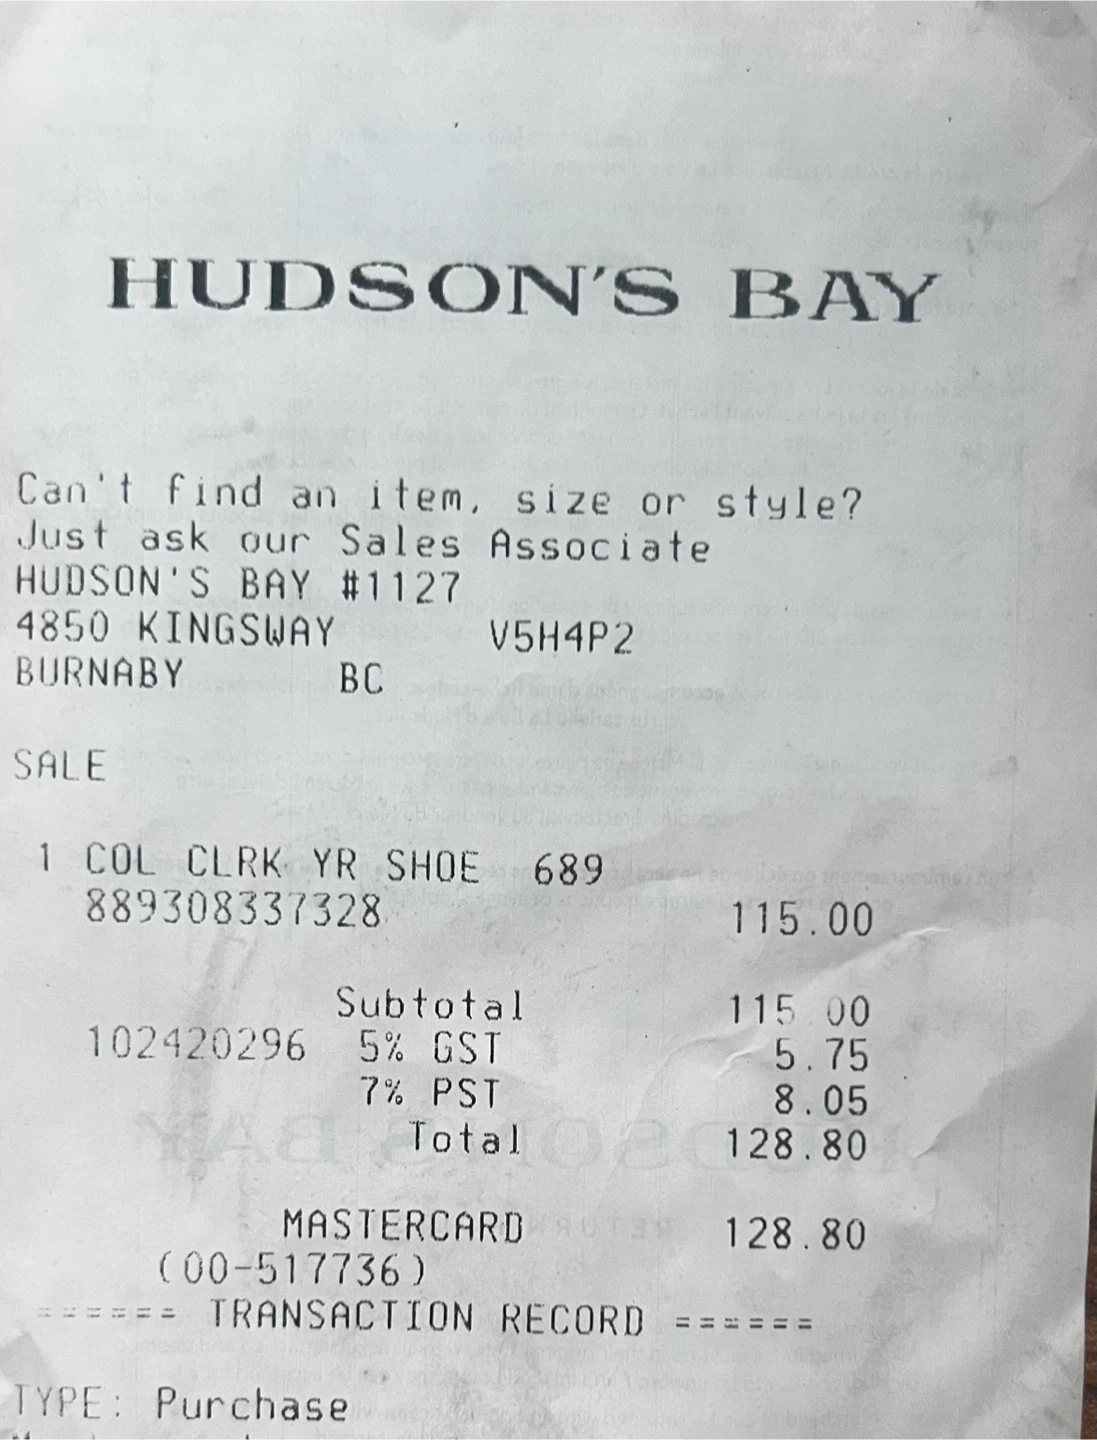 HUDSON'S BAY
Can't find an item, size or style?
Just ask our Sales Associate
HUDSON'S BAY #1127
4850 KINGSWAY V5H4P2
BURNABY BC
SALE
1 COL CLRK YR SHOE 689
889308337328 115.00
Subtotal 115.00
102420296 5% GST 5.75
7% PST 8.05
Total 128.80
MASTERCARD 128.80
(00-517736)
====== TRANSACTION RECORD ======
TYPE: Purchase